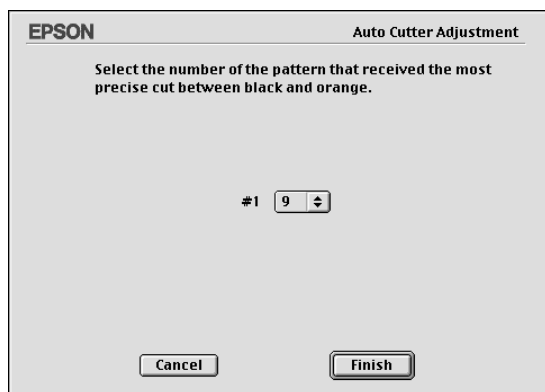 EPSON Auto Cutter Adjustment
Select the number of the pattern that received the most
precise cut between black and orange.
#1 9
Cancel Finish